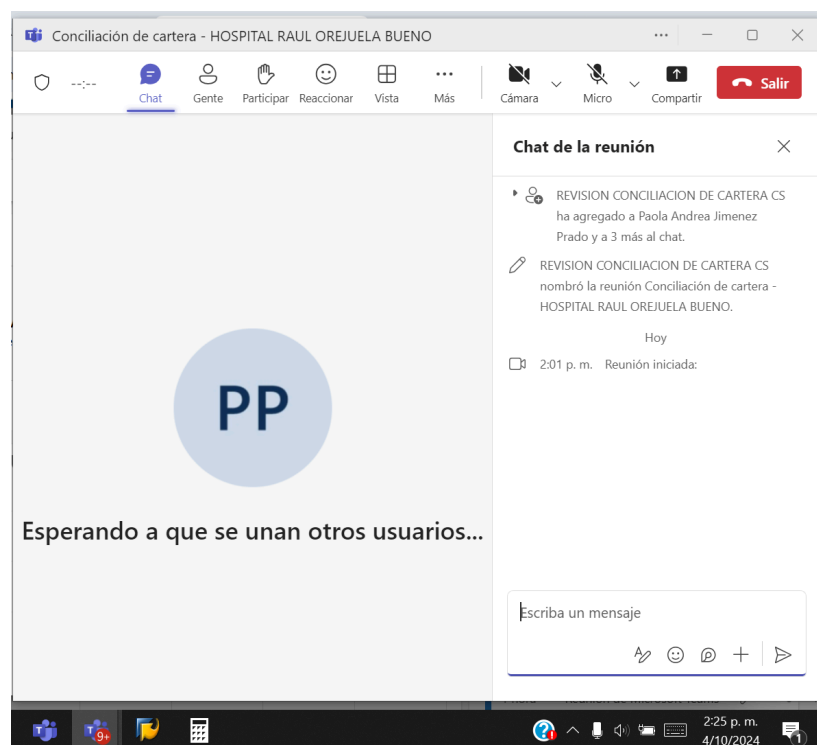 Conciliación de cartera - HOSPITAL RAUL OREJUELA BUENO
--:--
Chat
Gente
Participar
Reaccionar
Vista
Más
Cámara
Micro
Compartir
Salir
Chat de la reunión
REVISION CONCILIACION DE CARTERA CS
ha agregado a Paola Andrea Jimenez
Prado y a 3 más al chat.
REVISION CONCILIACION DE CARTERA CS
nombró la reunión Conciliación de cartera -
HOSPITAL RAUL OREJUELA BUENO.
Hoy
2:01 p. m. Reunión iniciada:
PP
Esperando a que se unan otros usuarios...
Escriba un mensaje
9+
2:25 p. m.
4/10/2024
1